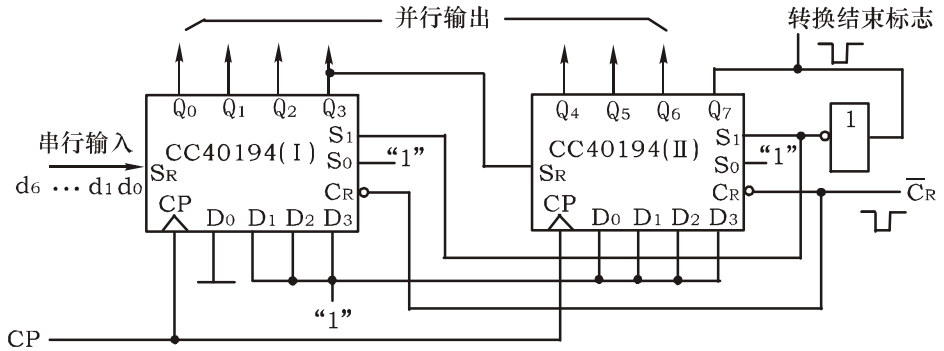 并行输出
转换结束标志
Q0 Q1 Q2 Q3
Q4 Q5 Q6 Q7
串行输入
d6 ··· d1 d0
CC40194(Ⅰ)
SR
S1
S0
“1”
CR
CP
D0 D1 D2 D3
“1”
CC40194(Ⅱ)
SR
S1
S0
“1”
CR
CP
D0 D1 D2 D3
1
C̅R
CP